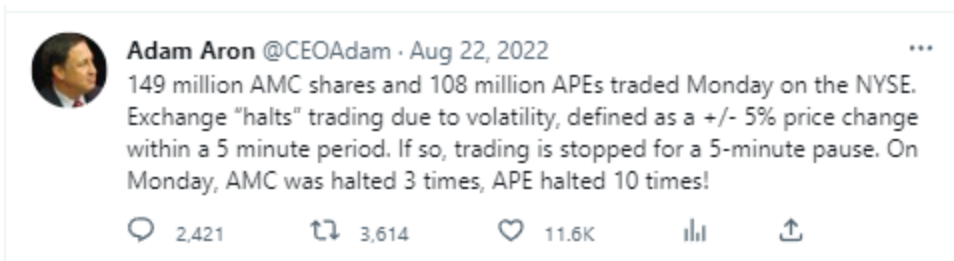 Adam Aron @CEOAdam · Aug 22, 2022 ···
149 million AMC shares and 108 million APEs traded Monday on the NYSE.
Exchange “halts” trading due to volatility, defined as a +/- 5% price change
within a 5 minute period. If so, trading is stopped for a 5-minute pause. On
Monday, AMC was halted 3 times, APE halted 10 times!
2,421 3,614 11.6K